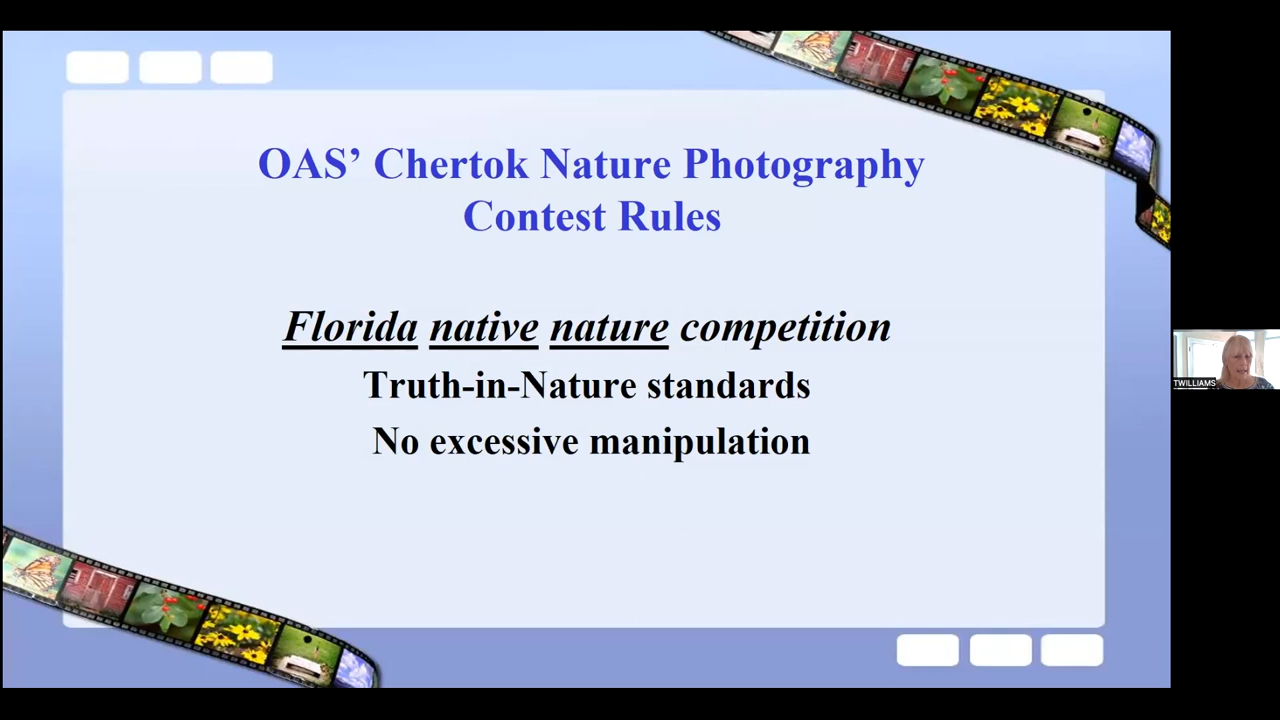 OAS’ Chertok Nature Photography
Contest Rules
Florida native nature competition
Truth-in-Nature standards
No excessive manipulation
TWILLIAMS